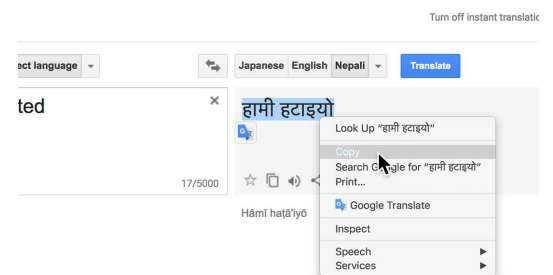 Turn off instant translatio
ect language
Japanese English Nepali
Translate
ted
×
हामी हटाइयो
17/5000
Hāmī haṭā'iyō
Look Up “हामी हटाइयो”
Copy
Search Google for “हामी हटाइयो”
Print...
Google Translate
Inspect
Speech
Services